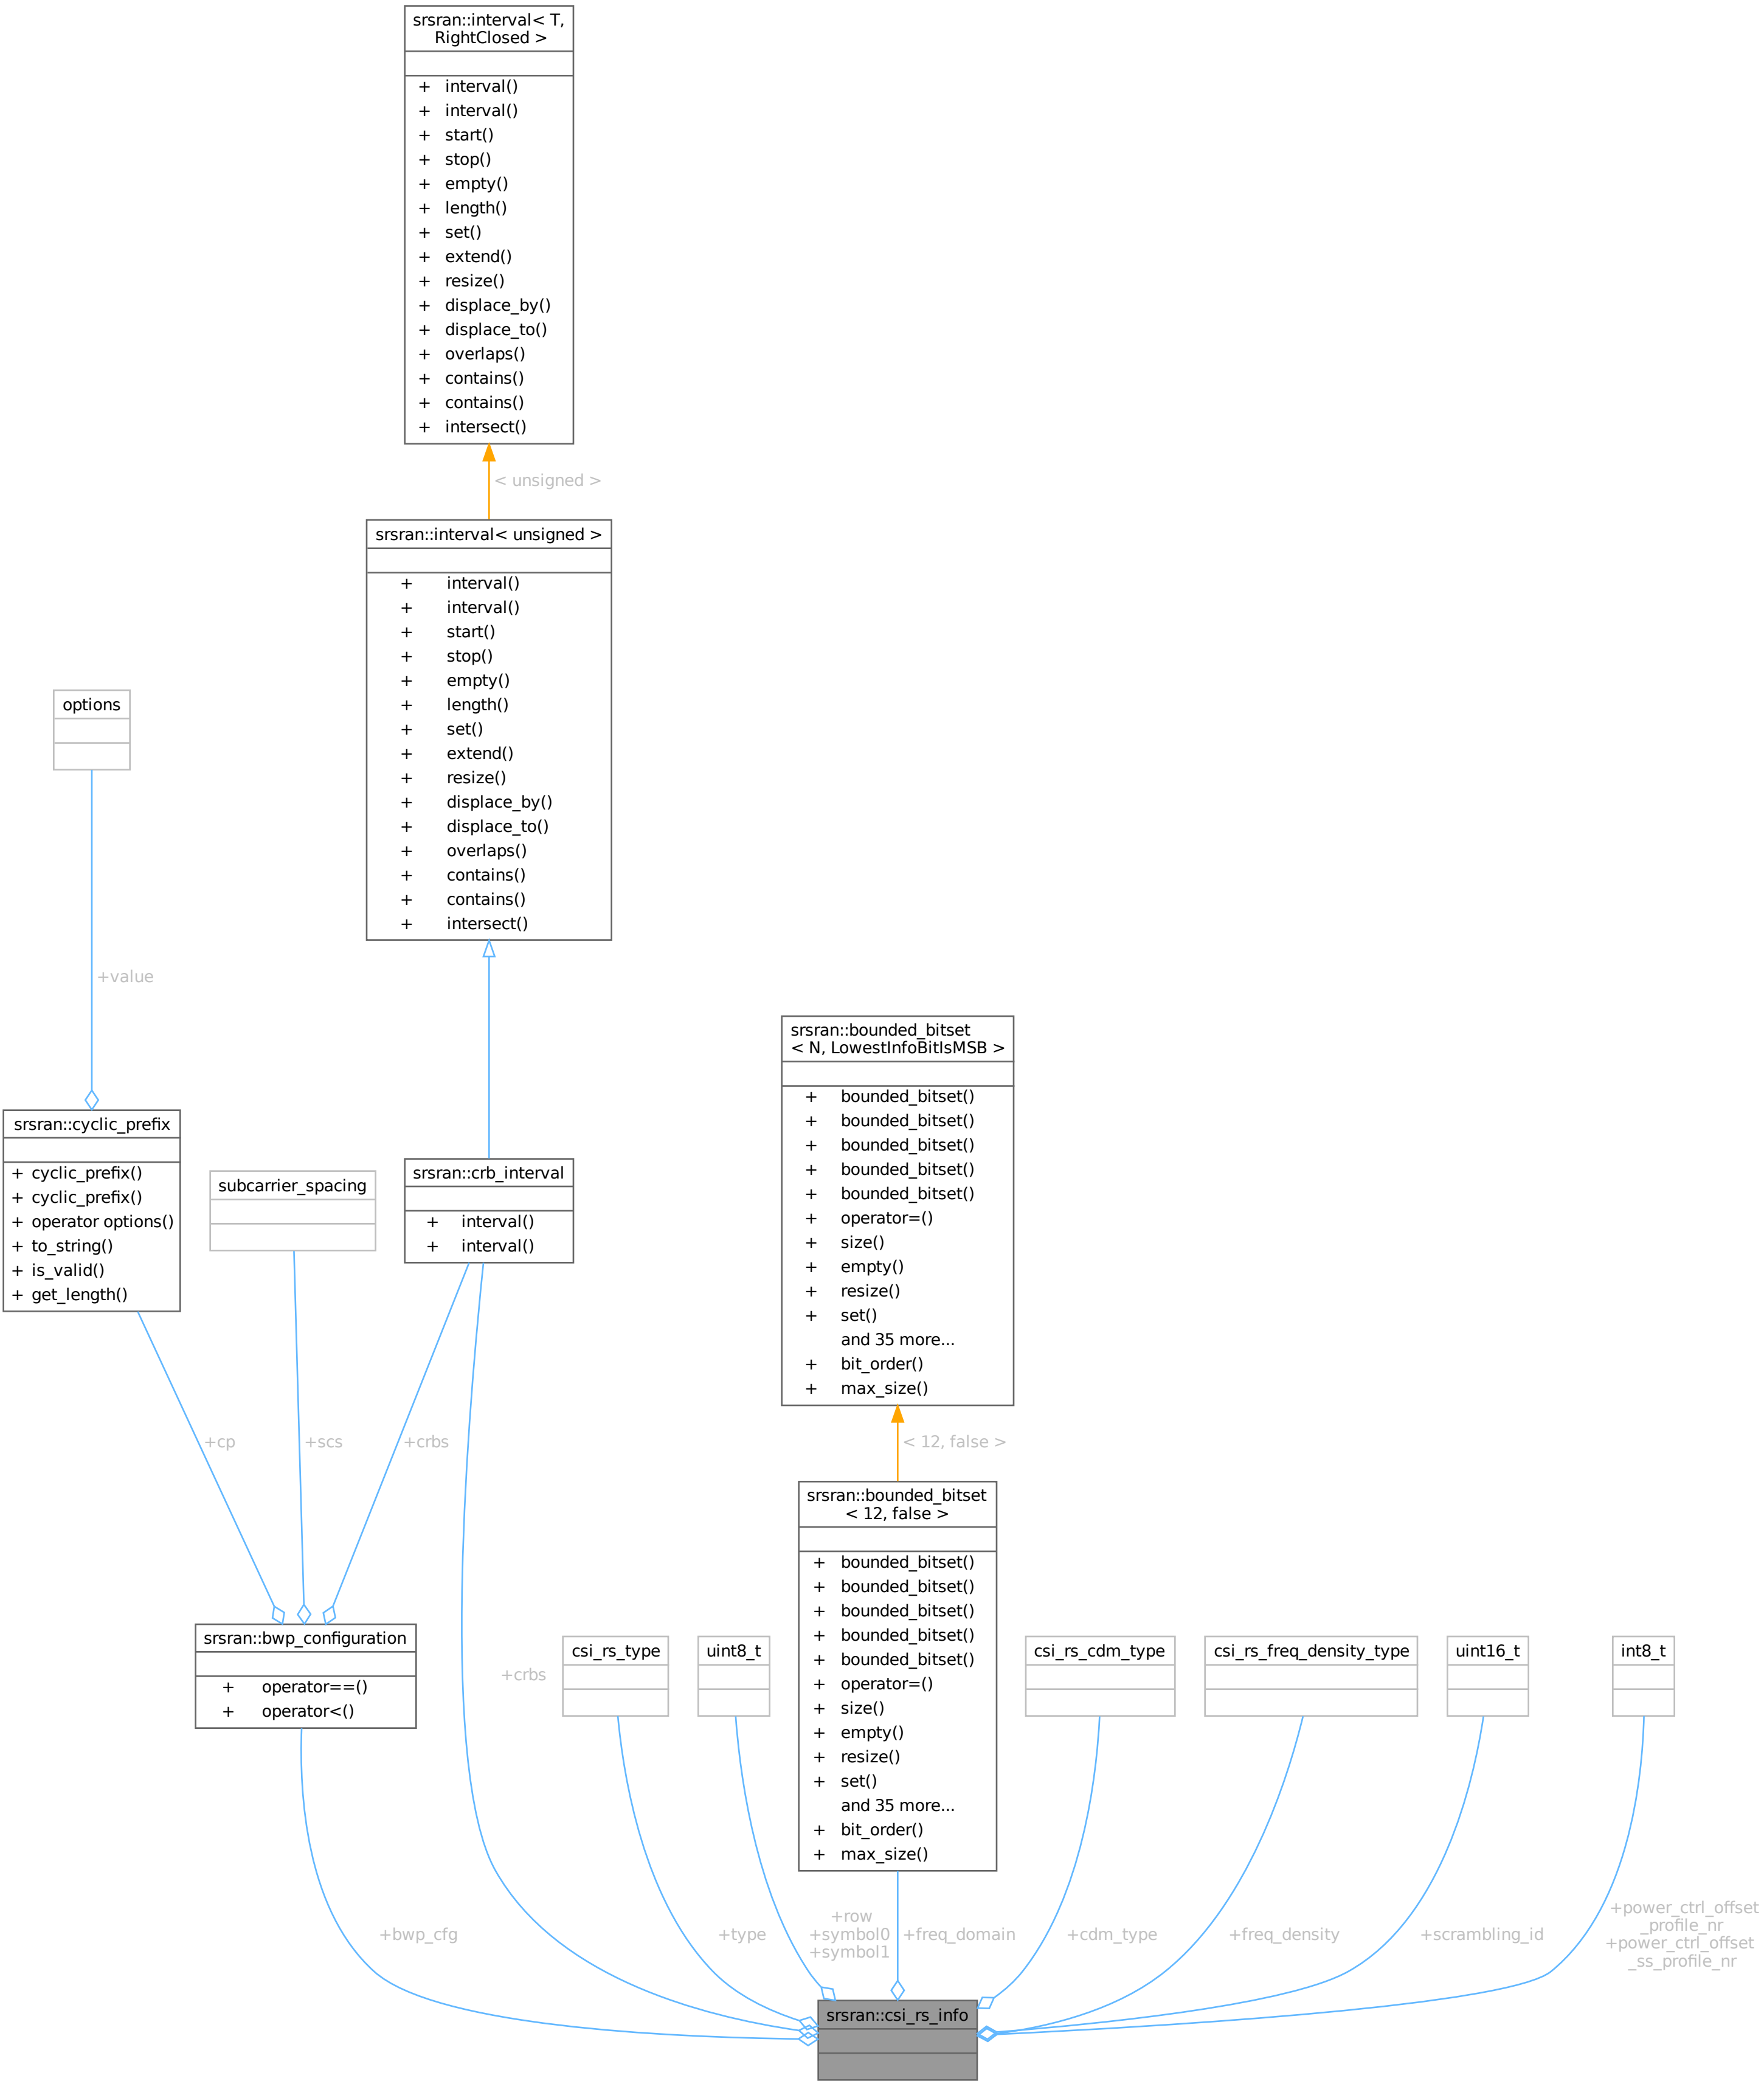 srsran::interval< T,
RightClosed >
+ interval()
+ interval()
+ start()
+ stop()
+ empty()
+ length()
+ set()
+ extend()
+ resize()
+ displace_by()
+ displace_to()
+ overlaps()
+ contains()
+ contains()
+ intersect()
< unsigned >
srsran::interval< unsigned >
+ interval()
+ interval()
+ start()
+ stop()
+ empty()
+ length()
+ set()
+ extend()
+ resize()
+ displace_by()
+ displace_to()
+ overlaps()
+ contains()
+ contains()
+ intersect()
options
+value
srsran::cyclic_prefix
+ cyclic_prefix()
+ cyclic_prefix()
+ operator options()
+ to_string()
+ is_valid()
+ get_length()
subcarrier_spacing
srsran::crb_interval
+ interval()
+ interval()
srsran::bounded_bitset
< N, LowestInfoBitIsMSB >
+ bounded_bitset()
+ bounded_bitset()
+ bounded_bitset()
+ bounded_bitset()
+ bounded_bitset()
+ operator=()
+ size()
+ empty()
+ resize()
+ set()
and 35 more...
+ bit_order()
+ max_size()
+cp
+scs
+crbs
< 12, false >
srsran::bwp_configuration
+ operator==()
+ operator<()
+crbs
csi_rs_type
uint8_t
srsran::bounded_bitset
< 12, false >
+ bounded_bitset()
+ bounded_bitset()
+ bounded_bitset()
+ bounded_bitset()
+ bounded_bitset()
+ operator=()
+ size()
+ empty()
+ resize()
+ set()
and 35 more...
+ bit_order()
+ max_size()
csi_rs_cdm_type
csi_rs_freq_density_type
uint16_t
int8_t
+bwp_cfg
+type
+row
+symbol0
+symbol1
+freq_domain
+cdm_type
+freq_density
+scrambling_id
+power_ctrl_offset
_profile_nr
+power_ctrl_offset
_ss_profile_nr
srsran::csi_rs_info